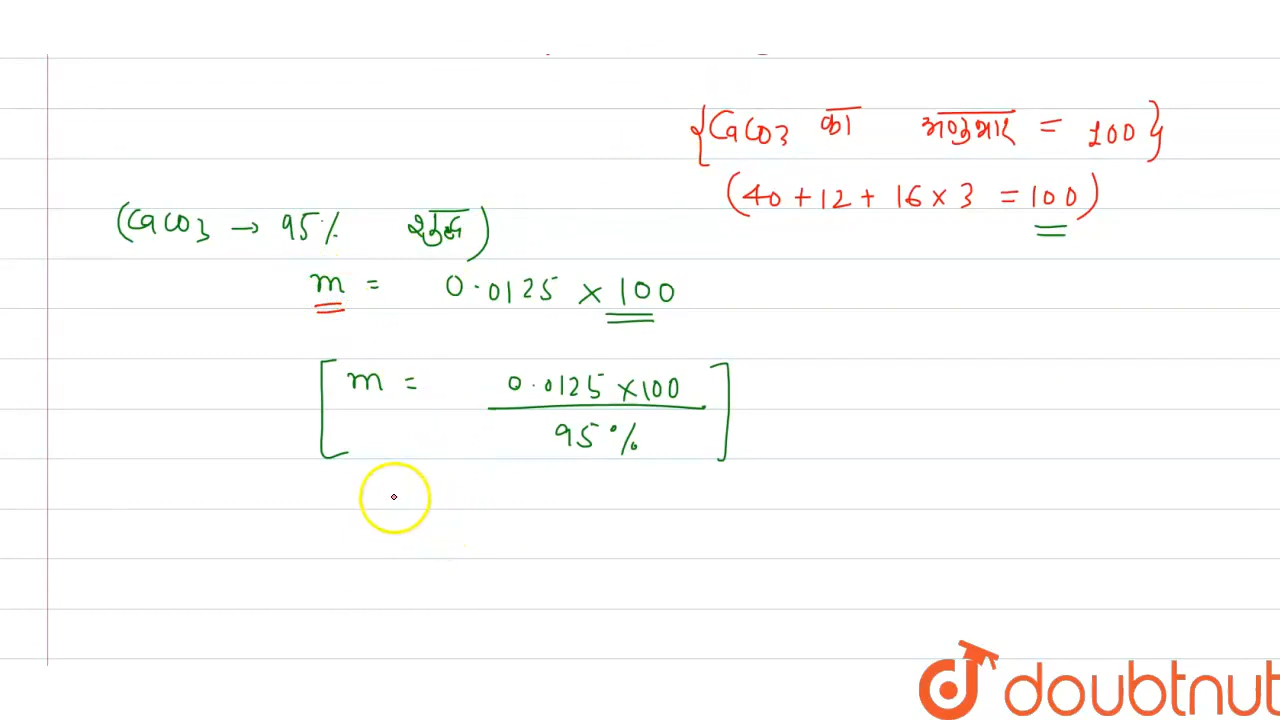 {CaCO3 का अणुभार = 100}
(40 + 12 + 16 × 3 = 100)
(CaCO3 → 95% शुद्ध)
m = 0.0125 × 100
[m = 0.0125 × 100
95%]
doubtnut